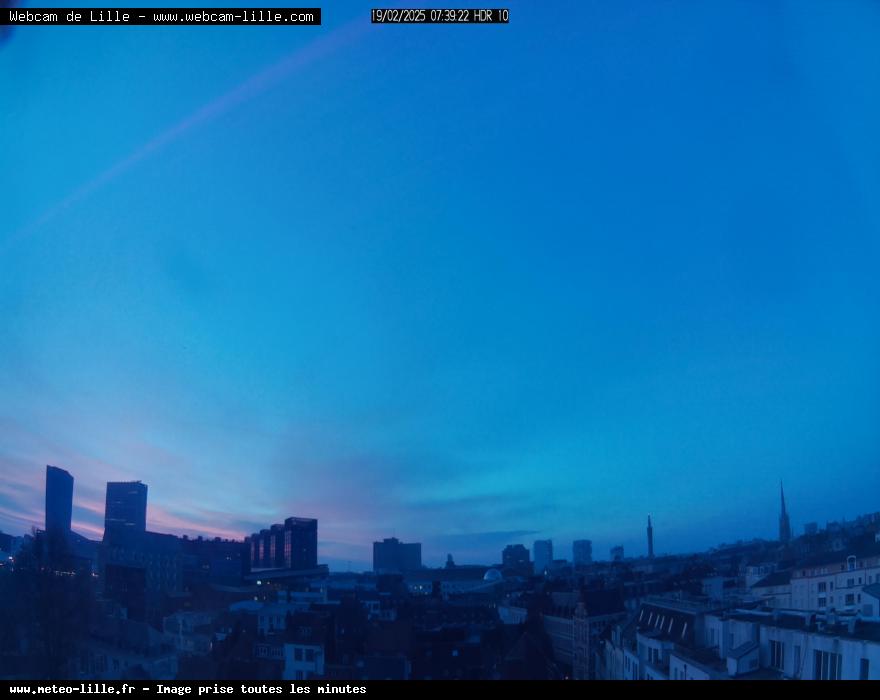 Webcam de Lille - www.webcam-lille.com
19/02/2025 07:39:22 HDR 10
www.meteo-lille.fr - Image prise toutes les minutes